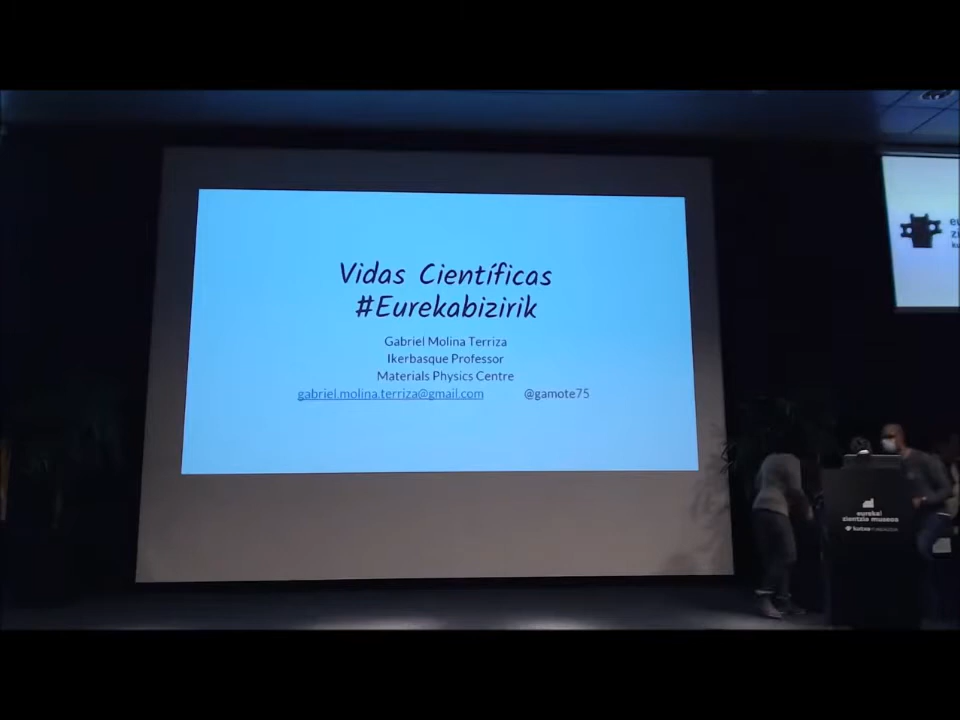 Vidas Científicas
#Eurekabizirik
Gabriel Molina Terriza
Ikerbasque Professor
Materials Physics Centre
gabriel.molina.terriza@gmail.com @gamote75
eureka!
zientzia museoa